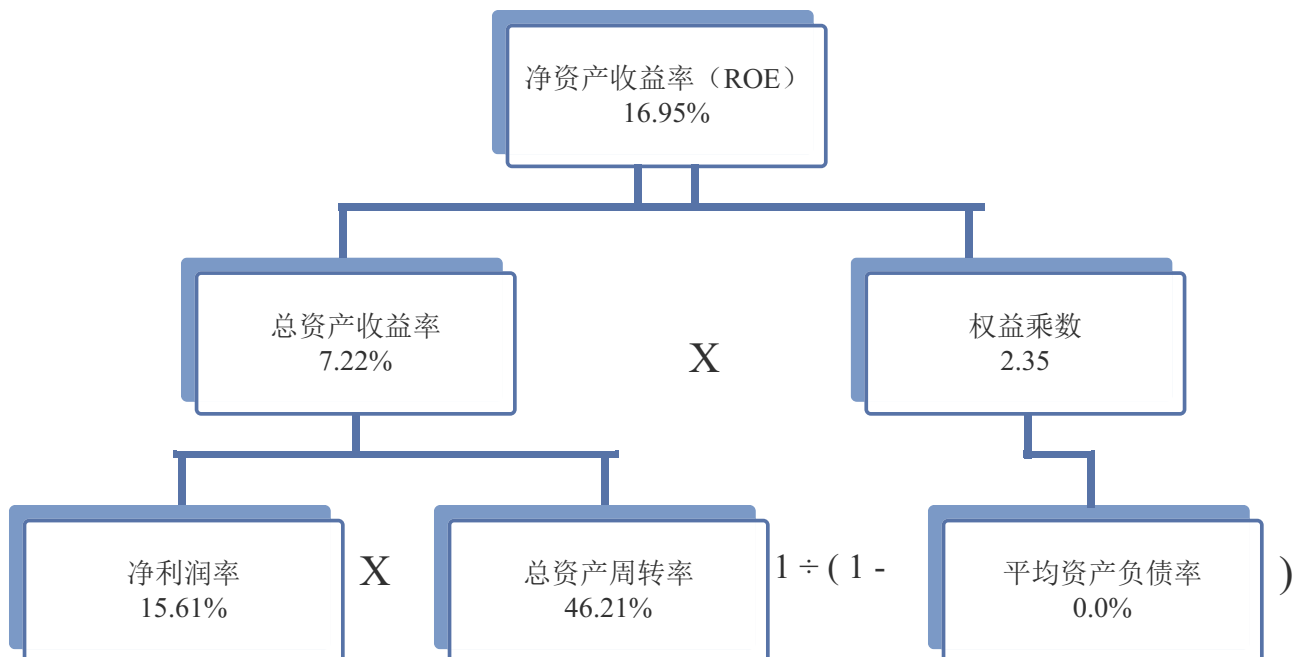 净资产收益率（ROE）
16.95%
总资产收益率
7.22%
X
权益乘数
2.35
净利润率
15.61%
X
总资产周转率
46.21%
1 ÷ ( 1 -
平均资产负债率
0.0%
)